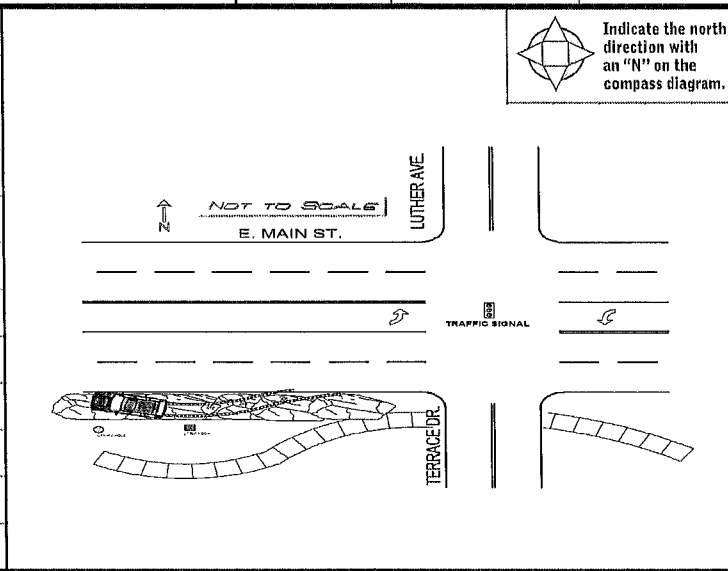 Indicate the north
direction with
an "N" on the
compass diagram.
NOT TO SCALE
N
E. MAIN ST.
LUTHER AVE.
TRAFFIC SIGNAL
TERRACE DR.